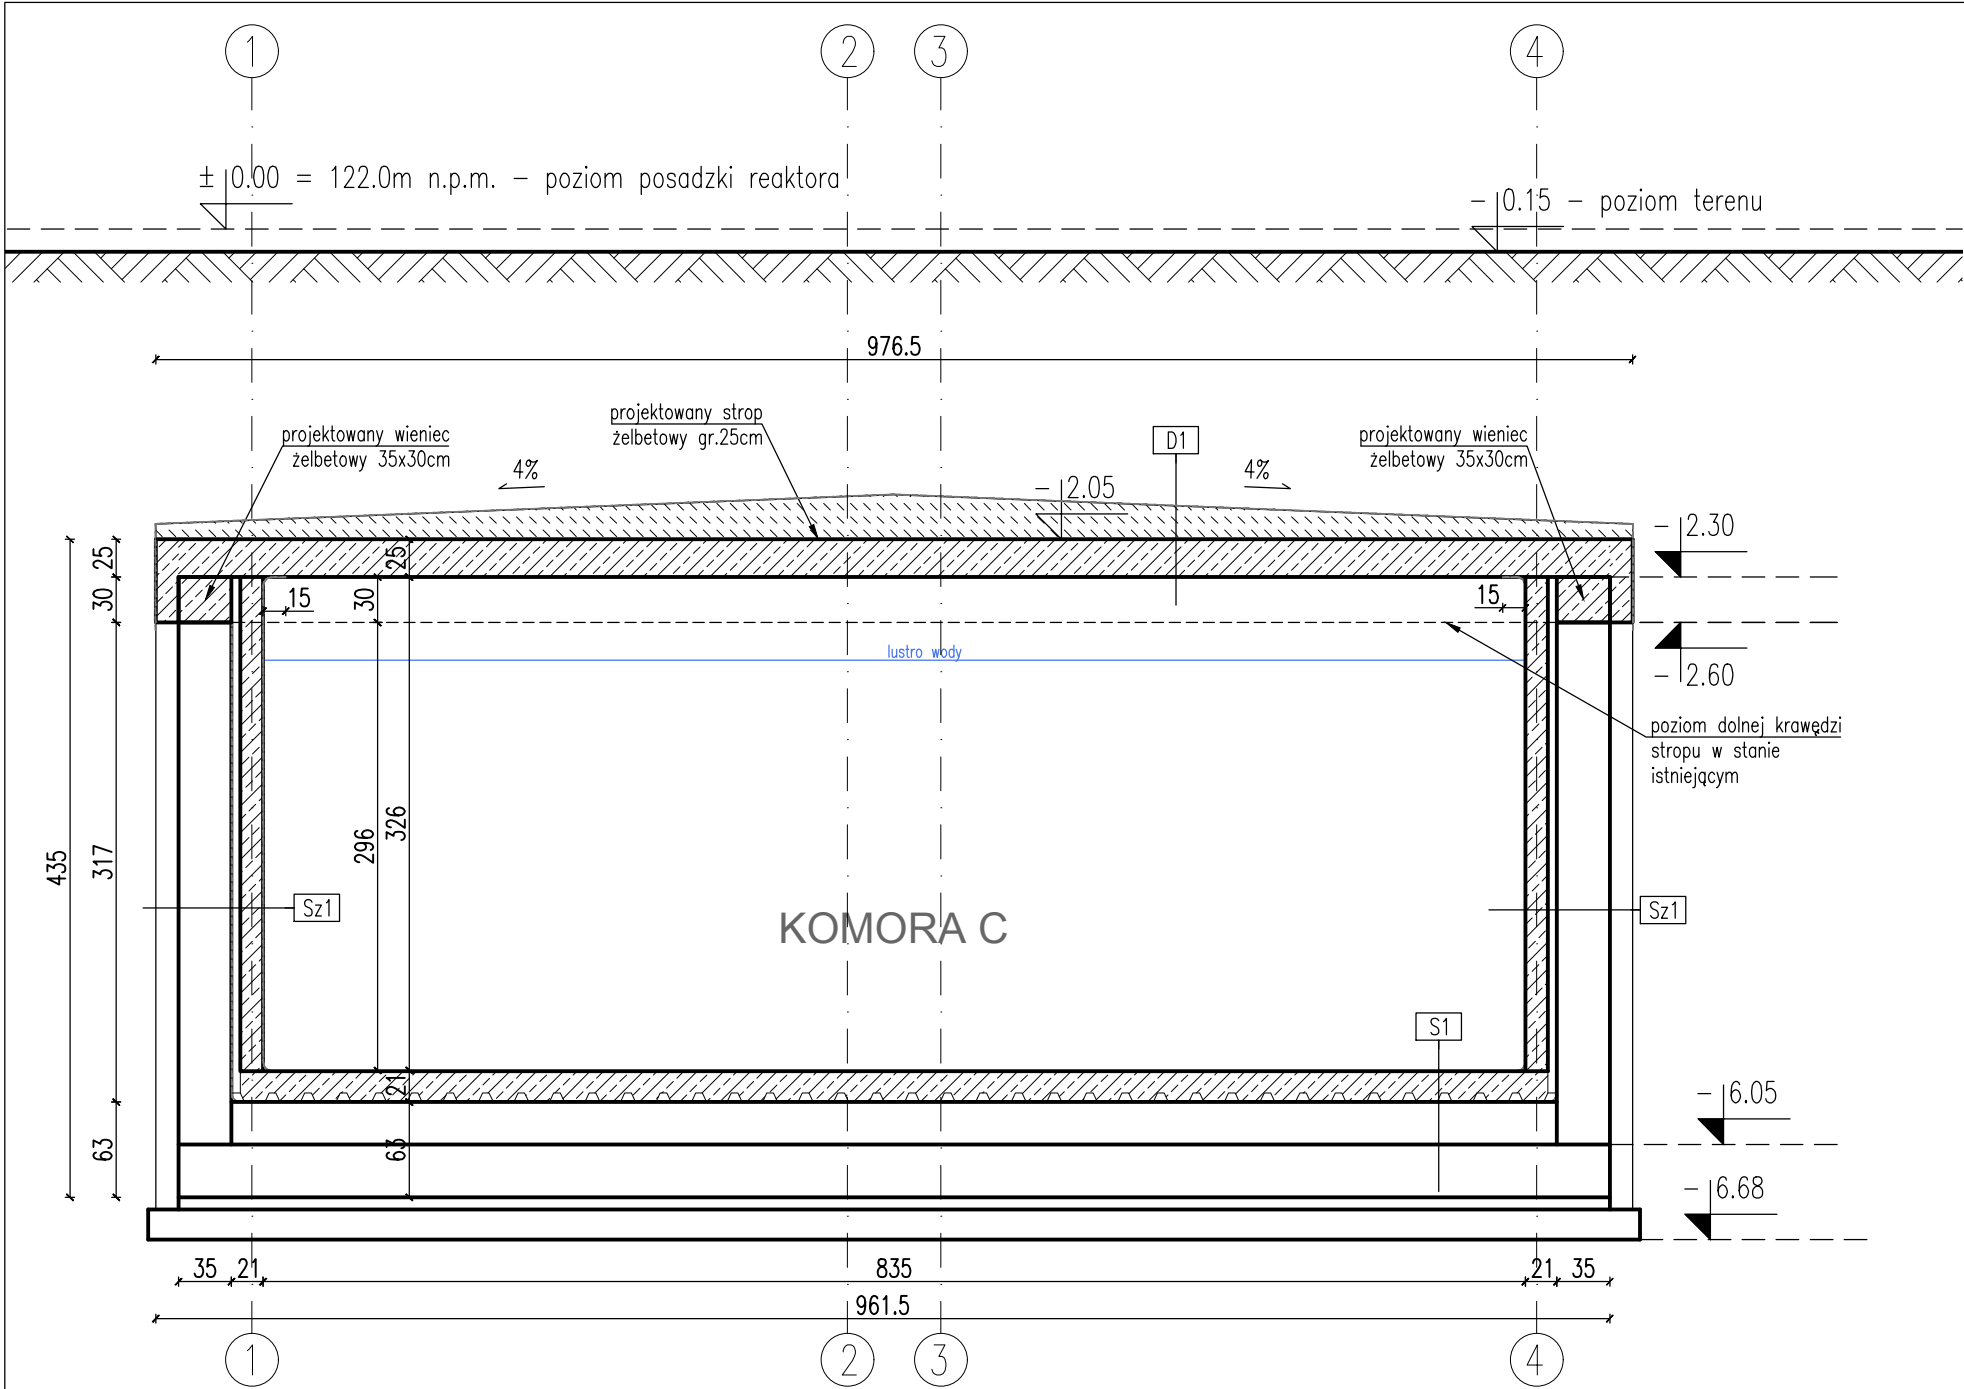 1
2
3
4
± 0.00 = 122.0m n.p.m. – poziom posadzki reaktora
– 0.15 – poziom terenu
976.5
projektowany wieniec
żelbetowy 35x30cm
projektowany strop
żelbetowy gr.25cm
D1
projektowany wieniec
żelbetowy 35x30cm
4%
4%
– 2.05
– 2.30
25
25
30
30
15
15
lustro wody
– 2.60
poziom dolnej krawędzi
stropu w stanie
istniejącym
435
317
296
326
Sz1
Sz1
KOMORA C
S1
21
63
63
– 6.05
– 6.68
35
21
835
21
35
961.5
1
2
3
4